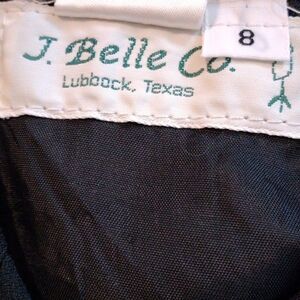 J. Belle Co.
Lubbock, Texas
8